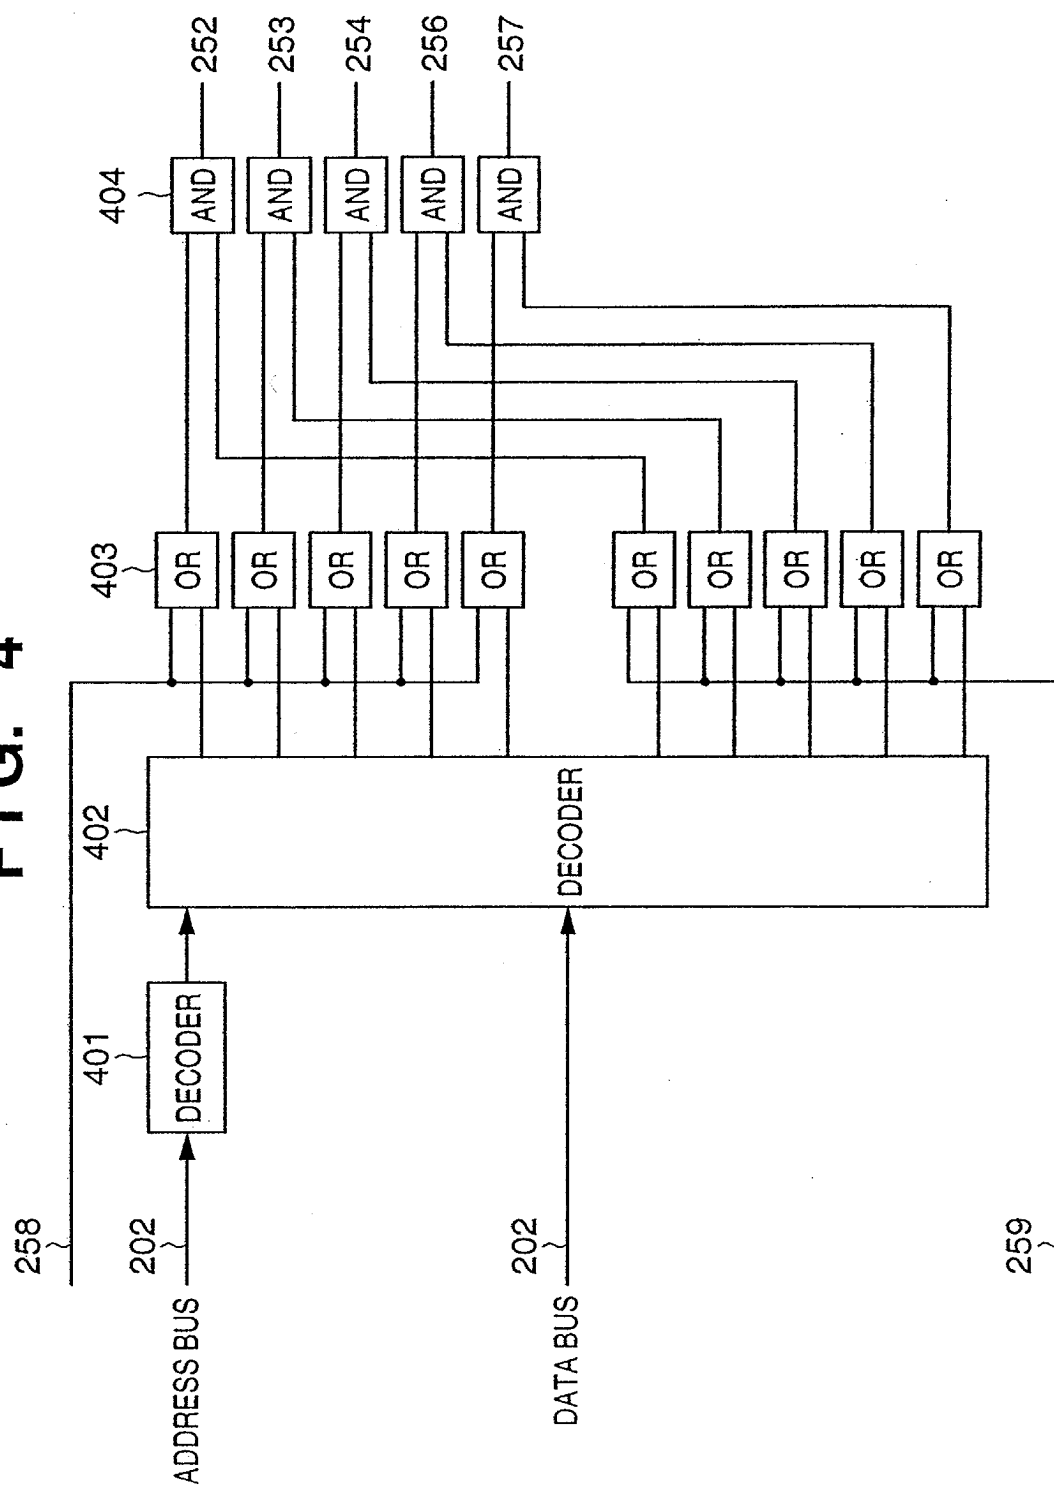 FIG. 4
258
ADDRESS BUS
202
401
DECODER
402
DECODER
DATA BUS
202
259
403
OR
OR
OR
OR
OR
OR
OR
OR
OR
OR
404
AND
AND
AND
AND
AND
252
253
254
256
257